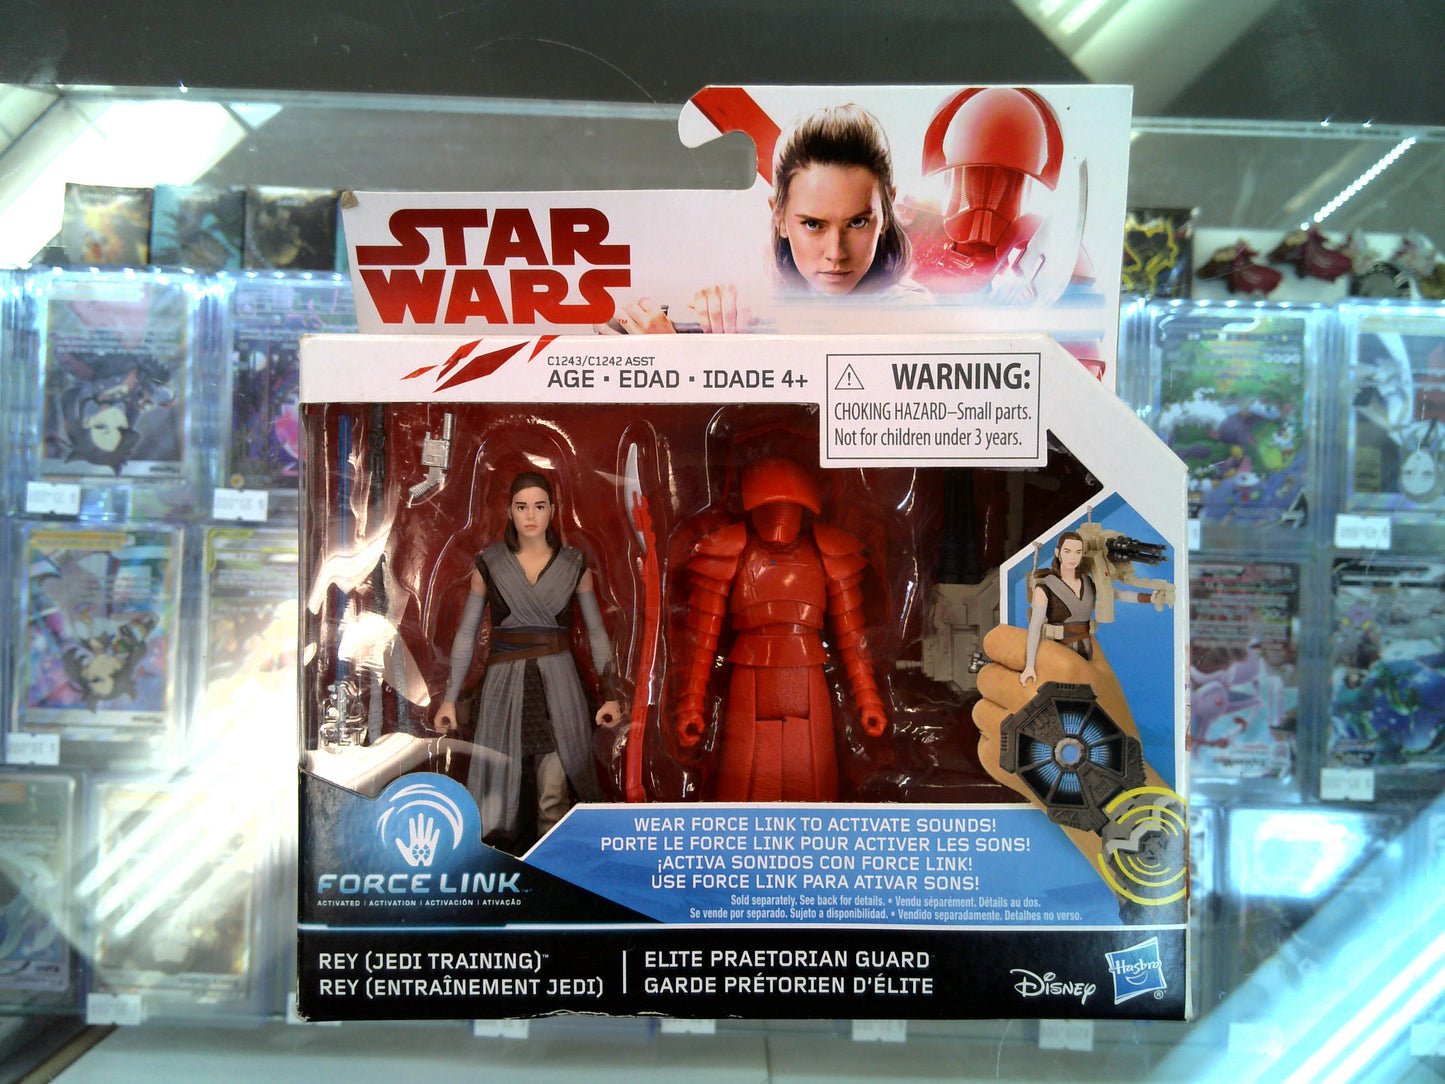 STAR
WARS™
C1243/C1242 ASST
AGE • EDAD • IDADE 4+
WARNING:
CHOKING HAZARD–Small parts.
Not for children under 3 years.
WEAR FORCE LINK TO ACTIVATE SOUNDS!
PORTE LE FORCE LINK POUR ACTIVER LES SONS!
¡ACTIVA SONIDOS CON FORCE LINK!
USE FORCE LINK PARA ATIVAR SONS!
Sold separately. See back for details. • Vendu séparément. Détails au dos.
Se vende por separado. Sujeto a disponibilidad. • Vendido separadamente. Detalhes no verso.
FORCE LINK™
ACTIVATED | ACTIVATION | ACTIVACIÓN | ATIVAÇÃO
REY (JEDI TRAINING)™
REY (ENTRAÎNEMENT JEDI)
ELITE PRAETORIAN GUARD
GARDE PRÉTORIEN D'ÉLITE
Disney
Hasbro®